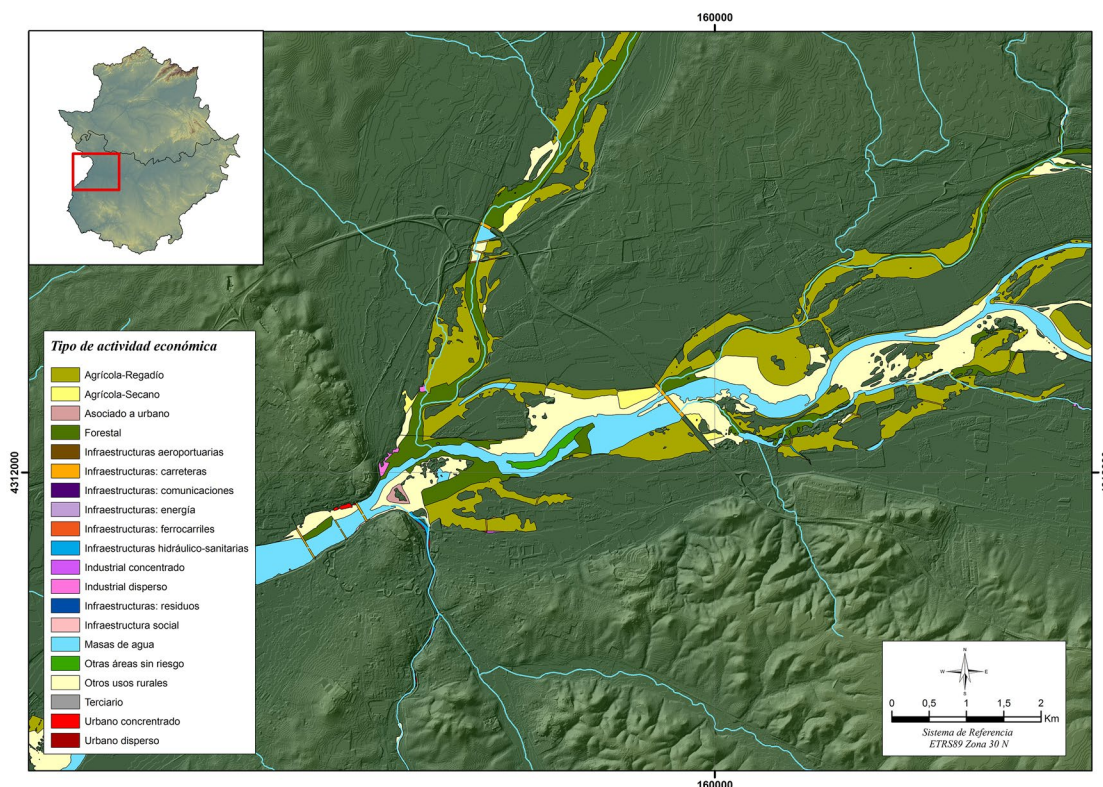 160000
4312000
Tipo de actividad económica
Agrícola-Regadío
Agrícola-Secano
Asociado a urbano
Forestal
Infraestructuras aeroportuarias
Infraestructuras: carreteras
Infraestructuras: comunicaciones
Infraestructuras: energía
Infraestructuras: ferrocarriles
Infraestructuras hidráulico-sanitarias
Industrial concentrado
Industrial disperso
Infraestructuras: residuos
Infraestructura social
Masas de agua
Otras áreas sin riesgo
Otros usos rurales
Terciario
Urbano concrentrado
Urbano disperso
N
W E
S
0 0,5 1 1,5 2
Km
Sistema de Referencia
ETRS89 Zona 30 N
160000